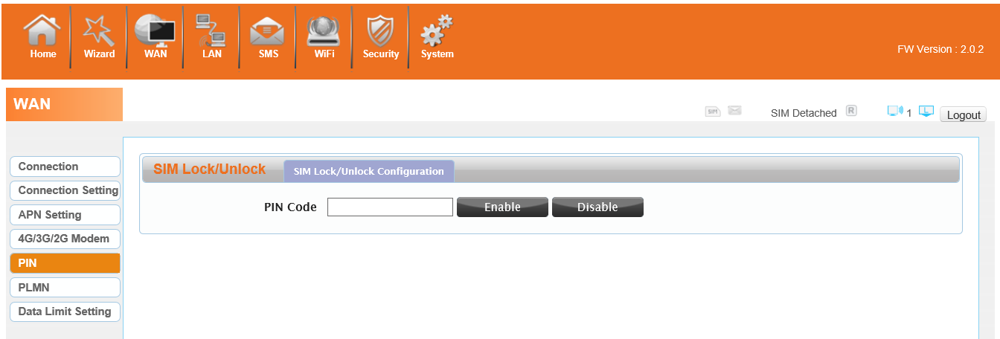 Home Wizard WAN LAN SMS WiFi Security System
FW Version : 2.0.2
WAN
SIM SIM Detached R 1 L Logout
Connection
Connection Setting
APN Setting
4G/3G/2G Modem
PIN
PLMN
Data Limit Setting
SIM Lock/Unlock SIM Lock/Unlock Configuration
PIN Code Enable Disable